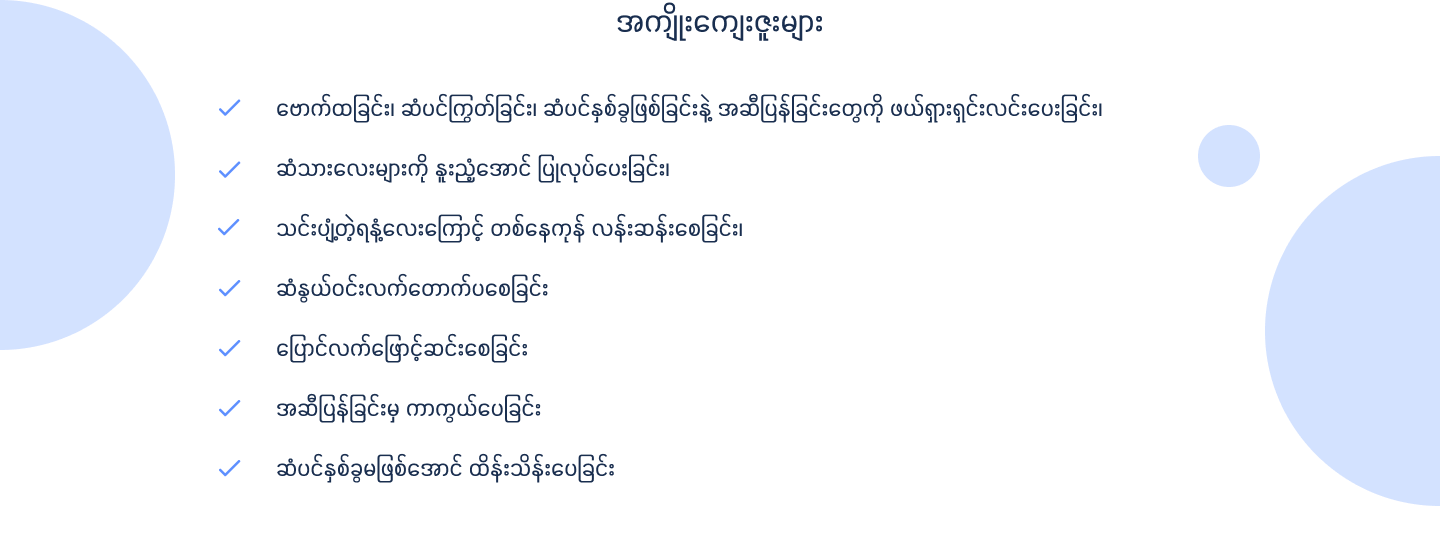 အကျိုးကျေးဇူးများ
ဗောက်ထခြင်း၊ ဆံပင်ကြွတ်ခြင်း၊ ဆံပင်နှစ်ခွဖြစ်ခြင်းနဲ့ အဆီပြန်ခြင်းတွေကို ဖယ်ရှားရှင်းလင်းပေးခြင်း၊
ဆံသားလေးများကို နူးညံ့အောင် ပြုလုပ်ပေးခြင်း၊
သင်းပျံ့တဲ့ရနံ့လေးကြောင့် တစ်နေကုန် လန်းဆန်းစေခြင်း၊
ဆံနွယ်ဝင်းလက်တောက်ပစေခြင်း
ပြောင်လက်ဖြောင့်ဆင်းစေခြင်း
အဆီပြန်ခြင်းမှ ကာကွယ်ပေခြင်း
ဆံပင်နှစ်ခွမဖြစ်အောင် ထိန်းသိန်းပေခြင်း